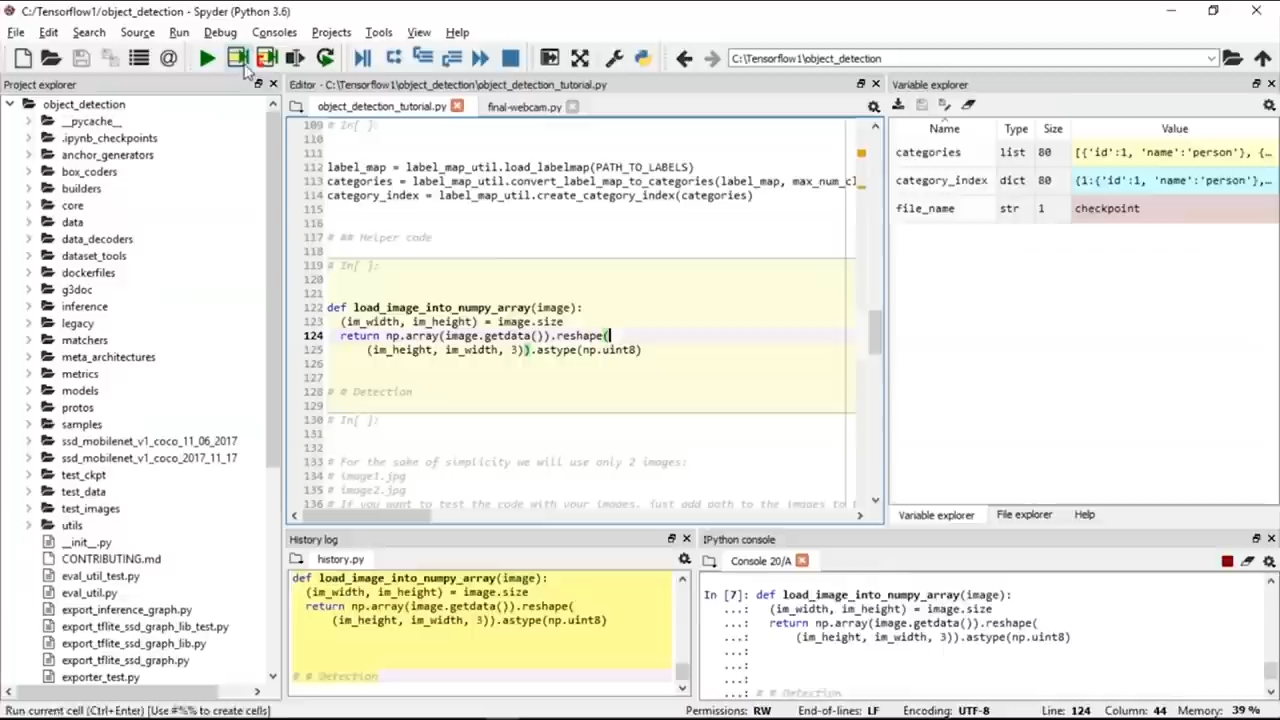 C:/Tensorflow1/object_detection - Spyder (Python 3.6)
File Edit Search Source Run Debug Consoles Projects Tools View Help
C:\Tensorflow1\object_detection
Project explorer
object_detection
__pycache__
.ipynb_checkpoints
anchor_generators
box_coders
builders
core
data
data_decoders
dataset_tools
dockerfiles
g3doc
inference
legacy
matchers
meta_architectures
metrics
models
protos
samples
ssd_mobilenet_v1_coco_11_06_2017
ssd_mobilenet_v1_coco_2017_11_17
test_ckpt
test_data
test_images
utils
__init__.py
CONTRIBUTING.md
eval_util_test.py
eval_util.py
export_inference_graph.py
export_tflite_ssd_graph_lib_test.py
export_tflite_ssd_graph_lib.py
export_tflite_ssd_graph.py
exporter_test.py
Editor - C:\Tensorflow1\object_detection\object_detection_tutorial.py
object_detection_tutorial.py final-webcam.py
109 # In[ ]:
110
111
112 label_map = label_map_util.load_labelmap(PATH_TO_LABELS)
113 categories = label_map_util.convert_label_map_to_categories(label_map, max_num_cl
114 category_index = label_map_util.create_category_index(categories)
115
116
117 # ## Helper code
118
119 # In[ ]:
120
121
122 def load_image_into_numpy_array(image):
123 (im_width, im_height) = image.size
124 return np.array(image.getdata()).reshape(
125 (im_height, im_width, 3)).astype(np.uint8)
126
127
128 # # Detection
129
130 # In[ ]:
131
132
133 # For the sake of simplicity we will use only 2 images:
134 # image1.jpg
135 # image2.jpg
136 # If you want to test the code with your images, just add path to the images to t
Variable explorer
Name Type Size Value
categories list 80 [{'id':1, 'name':'person'}, {…
category_index dict 80 {1:{'id':1, 'name':'person'},…
file_name str 1 checkpoint
Variable explorer File explorer Help
History log
history.py
def load_image_into_numpy_array(image):
(im_width, im_height) = image.size
return np.array(image.getdata()).reshape(
(im_height, im_width, 3)).astype(np.uint8)
# # Detection
IPython console
Console 20/A
In [7]: def load_image_into_numpy_array(image):
...: (im_width, im_height) = image.size
...: return np.array(image.getdata()).reshape(
...: (im_height, im_width, 3)).astype(np.uint8)
...:
...:
...: # # Detection
Run current cell (Ctrl+Enter) [Use #%% to create cells] Permissions: RW End-of-lines: LF Encoding: UTF-8 Line: 124 Column: 44 Memory: 39 %